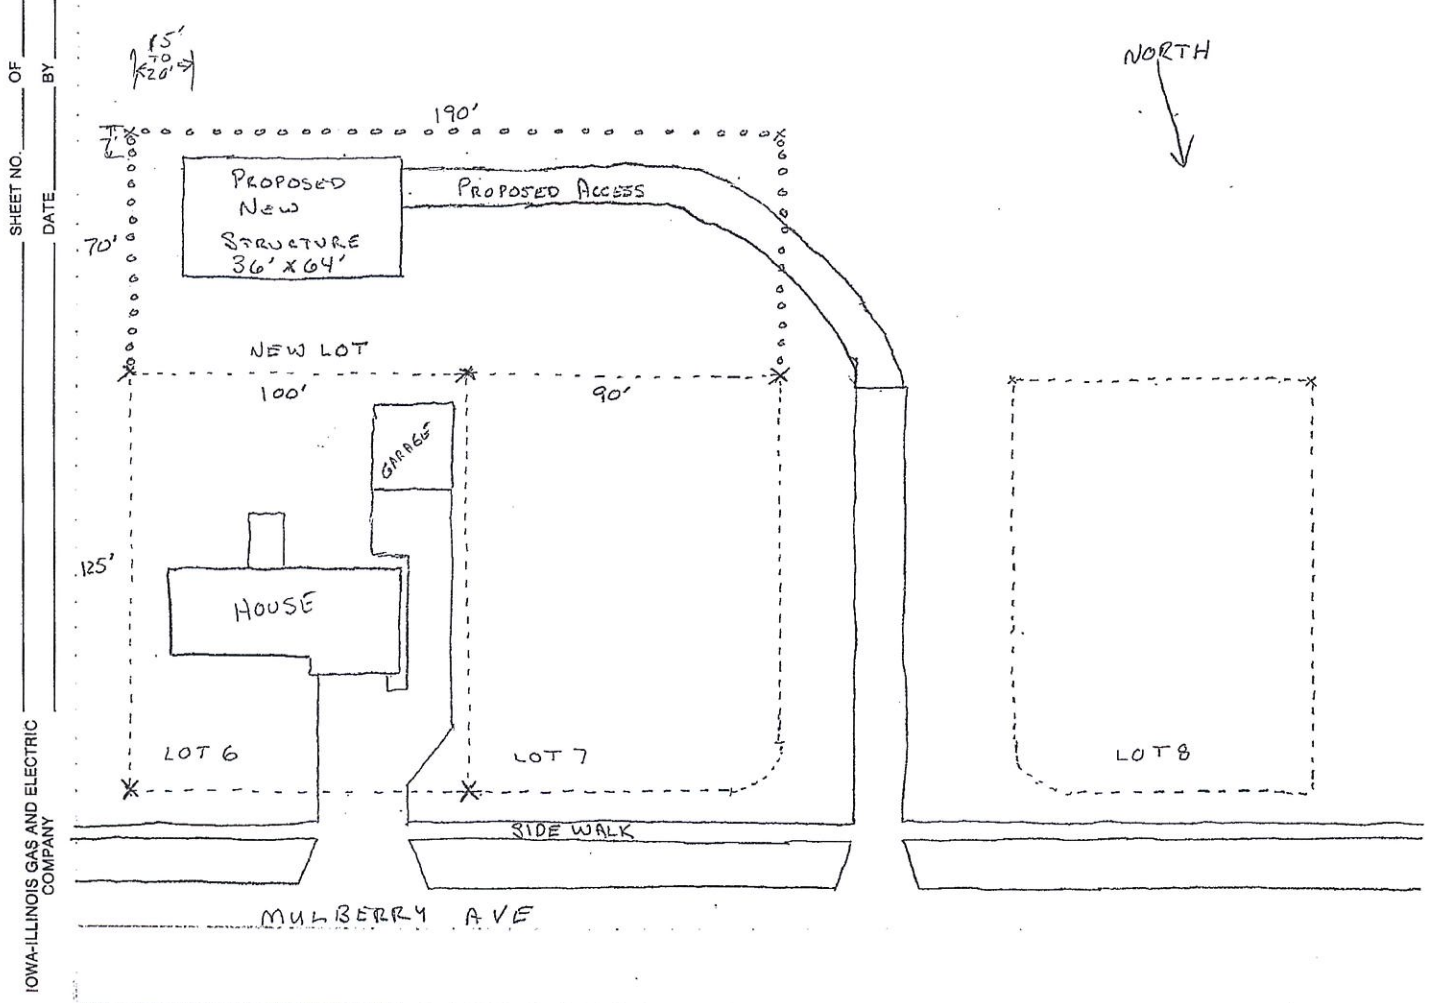 SHEET NO. OF
DATE BY
IOWA-ILLINOIS GAS AND ELECTRIC
COMPANY
15'
TO
20'
NORTH
190'
7'
PROPOSED
NEW
STRUCTURE
36' X 64'
PROPOSED ACCESS
70'
NEW LOT
100'
90'
GARAGE
125'
HOUSE
LOT 6
LOT 7
LOT 8
SIDE WALK
MULBERRY AVE